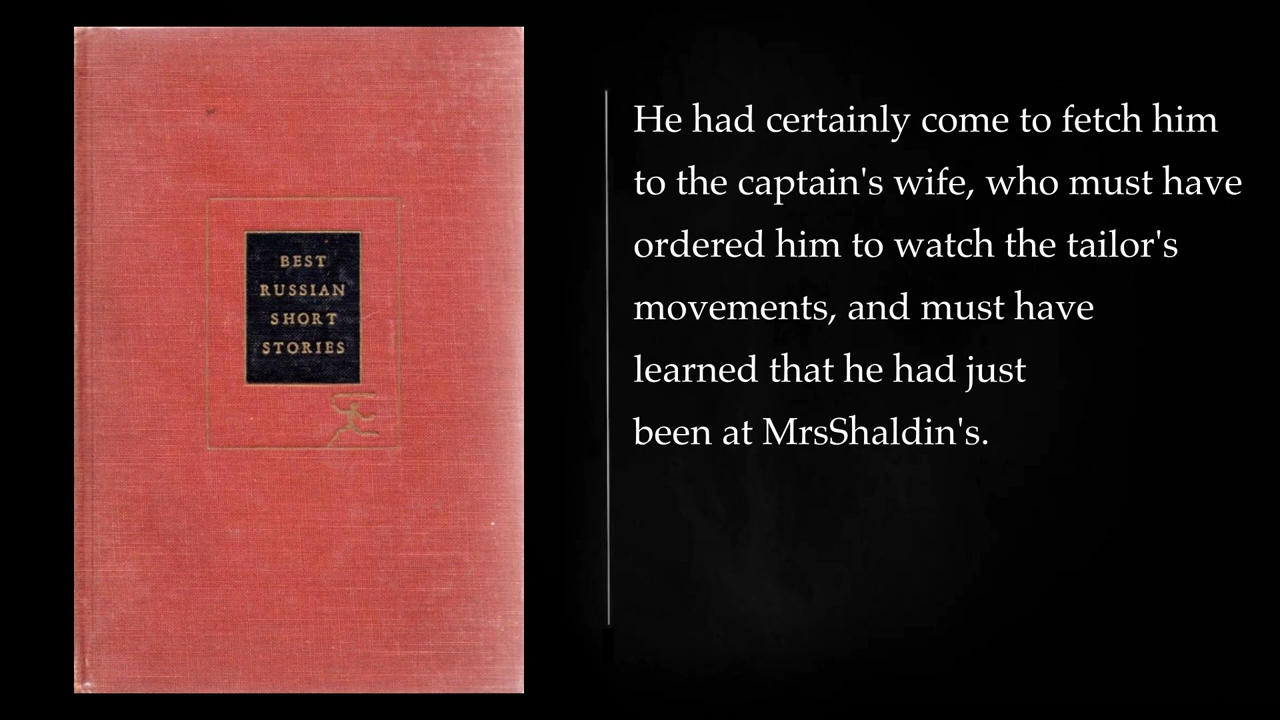 BEST
RUSSIAN
SHORT
STORIES
He had certainly come to fetch him
to the captain's wife, who must have
ordered him to watch the tailor's
movements, and must have
learned that he had just
been at MrsShaldin's.